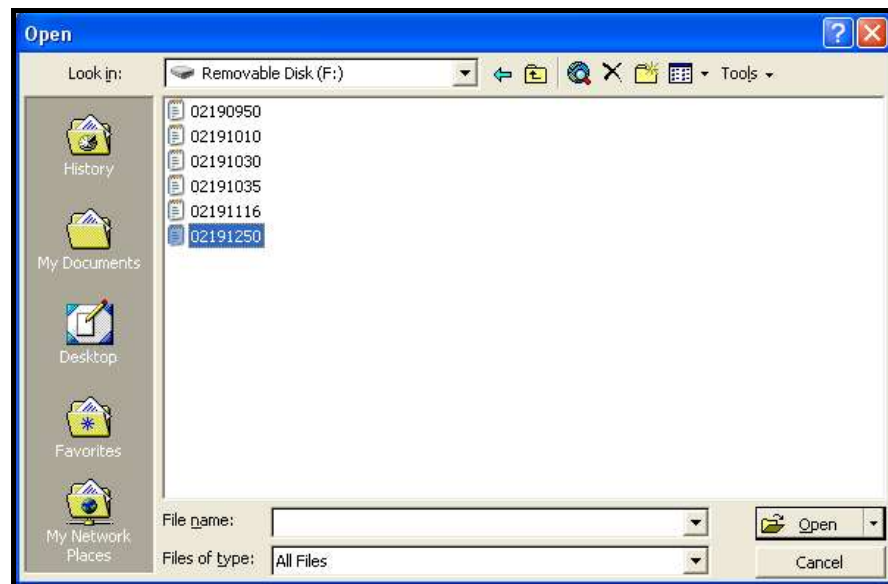 Open
Look in: Removable Disk (F:) Tools
02190950
02191010
02191030
02191035
02191116
02191250
History
My Documents
Desktop
Favorites
My Network
Places
File name:
Open
Files of type: All Files
Cancel